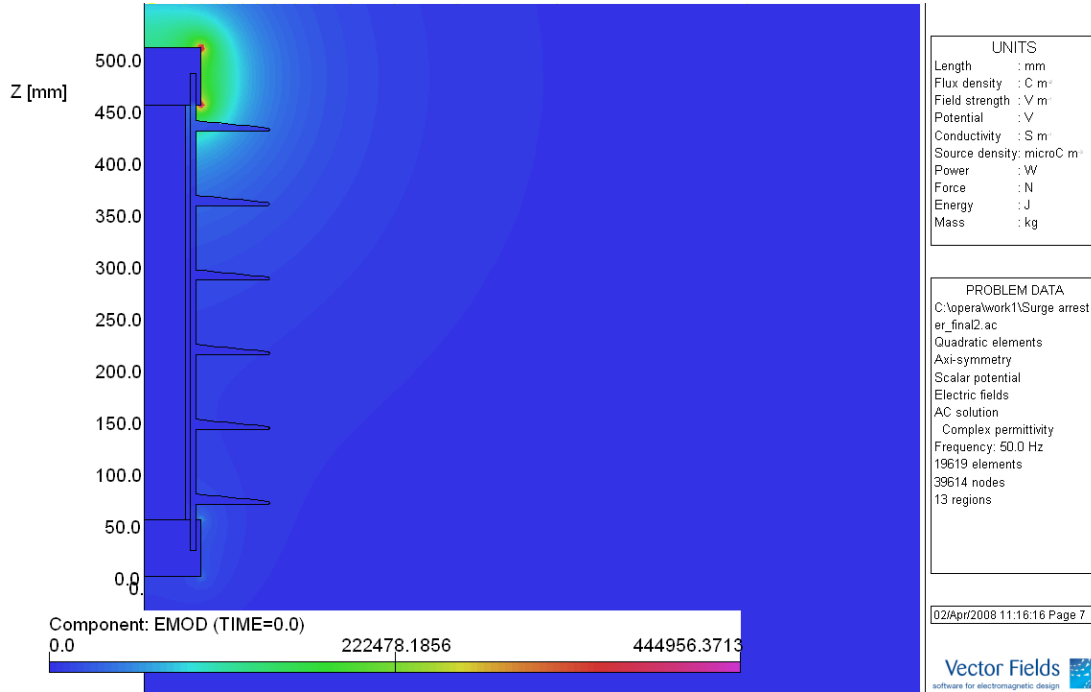 500.0
Z [mm]
450.0
400.0
350.0
300.0
250.0
200.0
150.0
100.0
50.0
0.0
0.
Component: EMOD (TIME=0.0)
0.0 222478.1856 444956.3713
UNITS
Length : mm
Flux density : C m
Field strength : V m
Potential : V
Conductivity : S m
Source density: microC m
Power : W
Force : N
Energy : J
Mass : kg
PROBLEM DATA
C:\opera\work1\Surge arrest
er_final2.ac
Quadratic elements
Axi-symmetry
Scalar potential
Electric fields
AC solution
Complex permittivity
Frequency: 50.0 Hz
19619 elements
39614 nodes
13 regions
02/Apr/2008 11:16:16 Page 7
Vector Fields
software for electromagnetic design